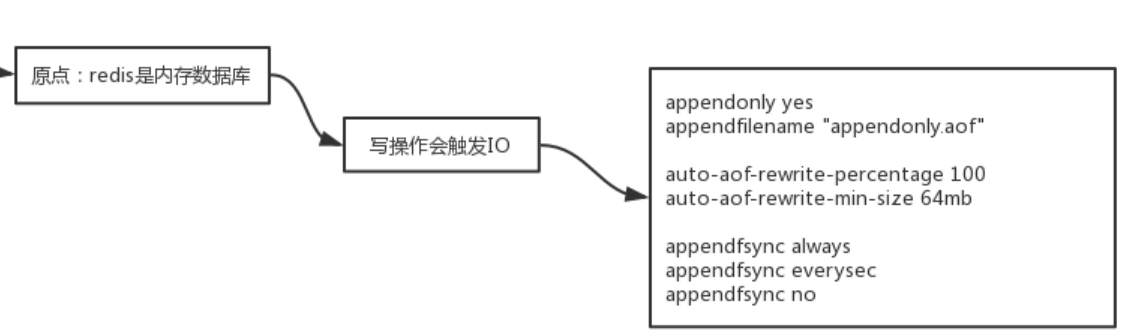 原点：redis是内存数据库
写操作会触发IO
appendonly yes
appendfilename "appendonly.aof"
auto-aof-rewrite-percentage 100
auto-aof-rewrite-min-size 64mb
appendfsync always
appendfsync everysec
appendfsync no